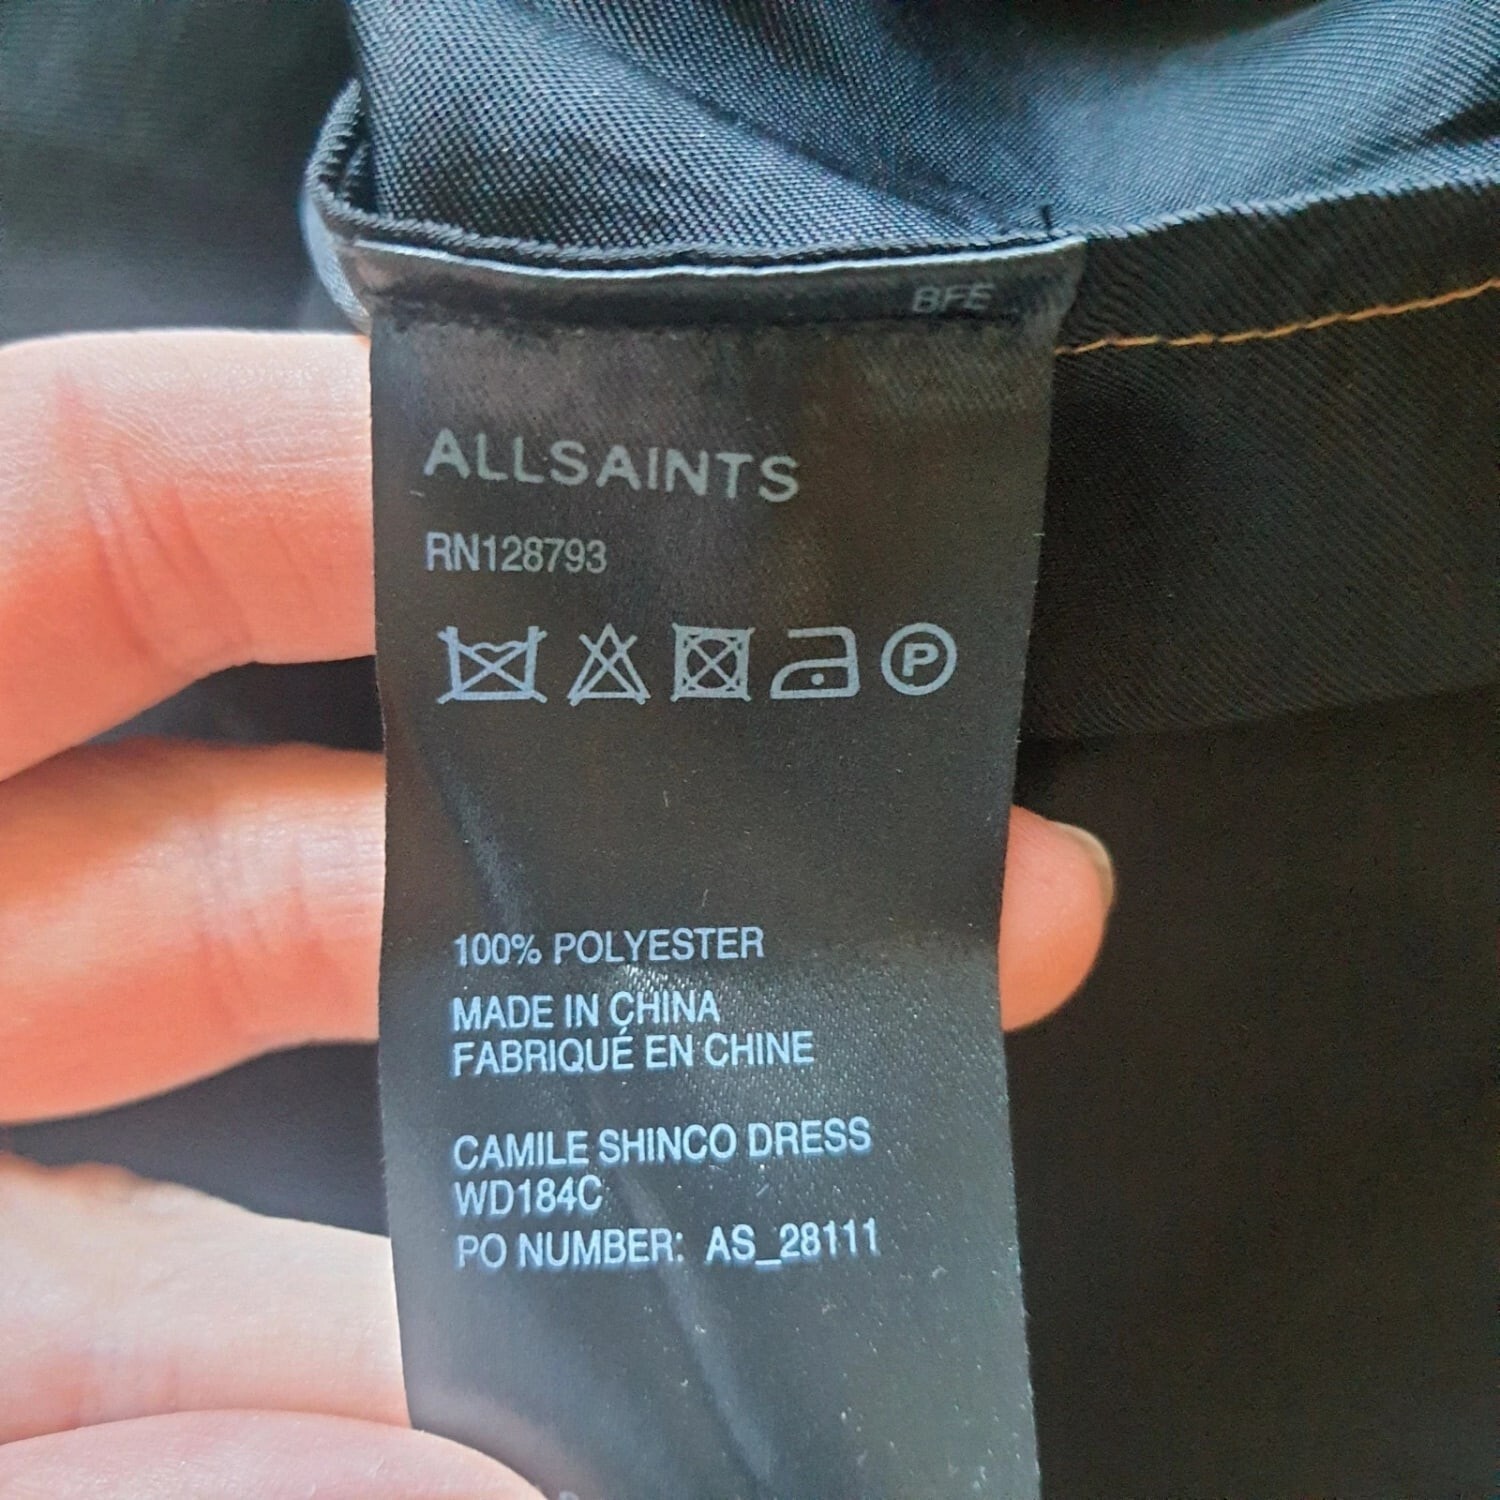 BFE
ALLSAINTS
RN128793
P
100% POLYESTER
MADE IN CHINA
FABRIQUÉ EN CHINE
CAMILE SHINCO DRESS
WD184C
PO NUMBER: AS_28111